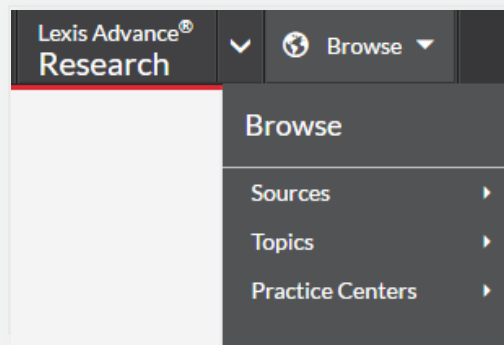 Lexis Advance®
Research
Browse
Browse
Sources
Topics
Practice Centers